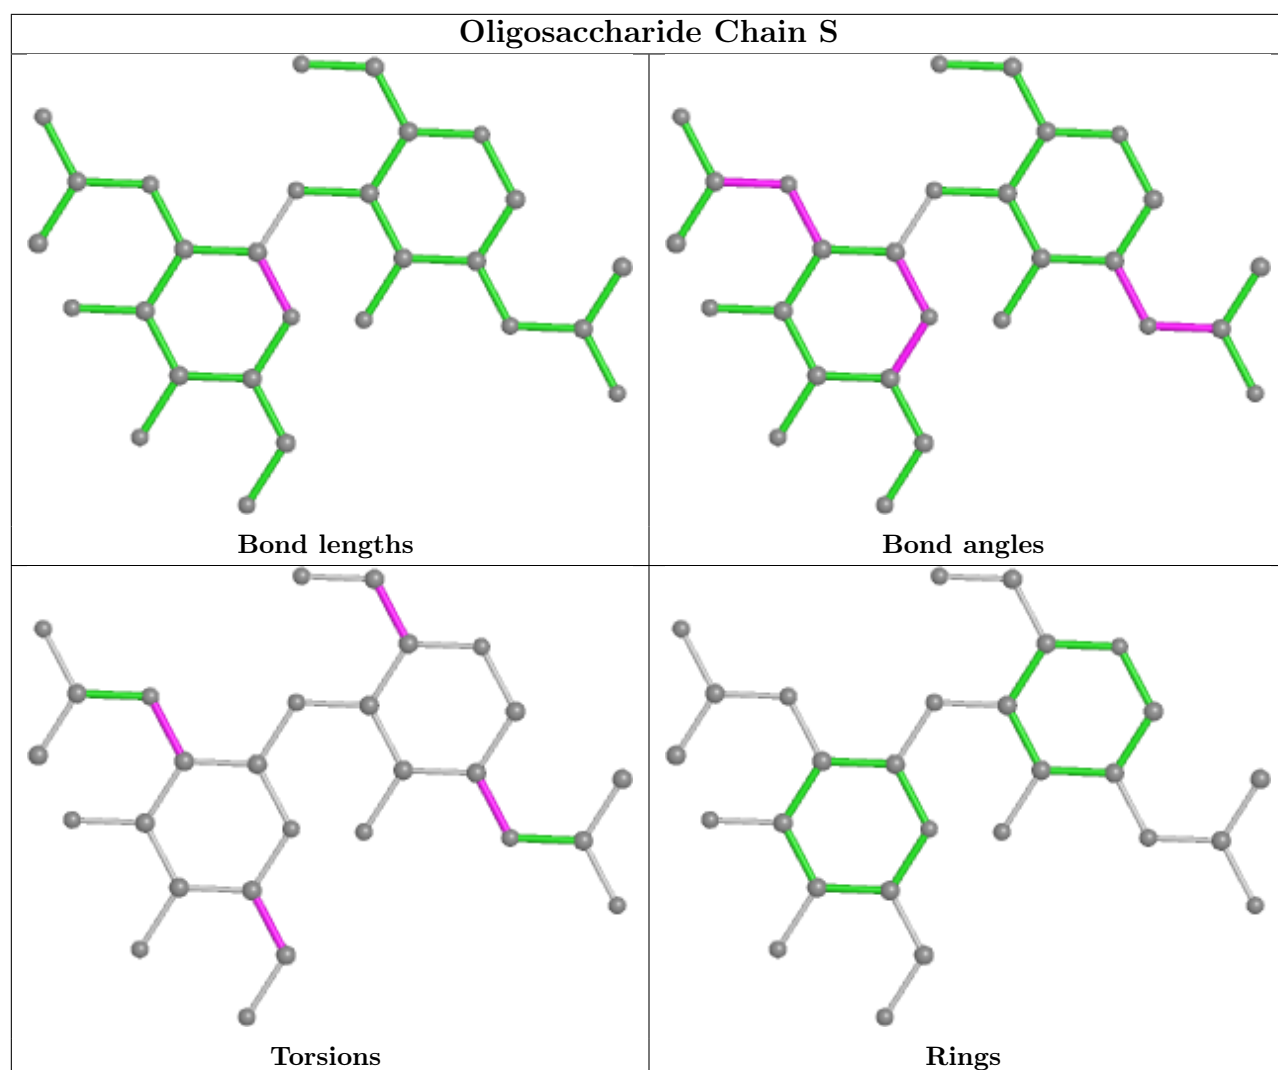 Oligosaccharide Chain S
Bond lengths
Bond angles
Torsions
Rings